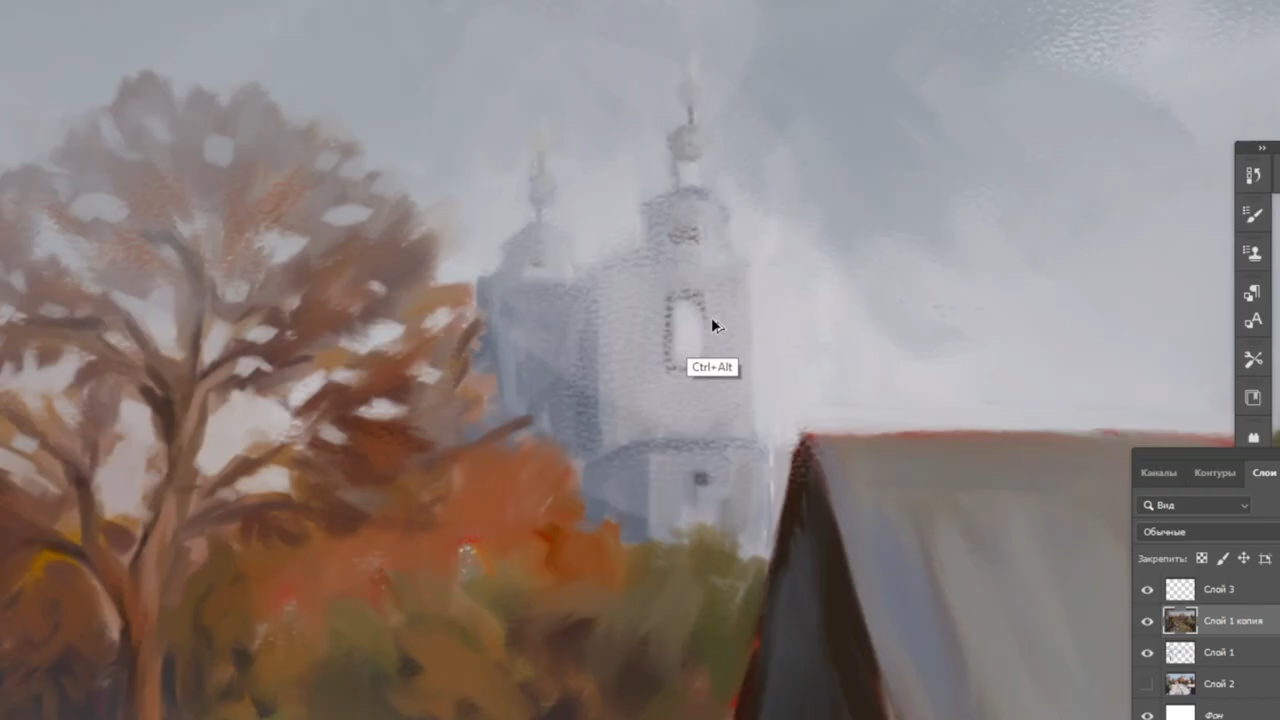 Ctrl+Alt
Каналы Контуры Слои
Вид
Обычные
Закрепить:
Слой 3
Слой 1 копия
Слой 1
Слой 2
Фон